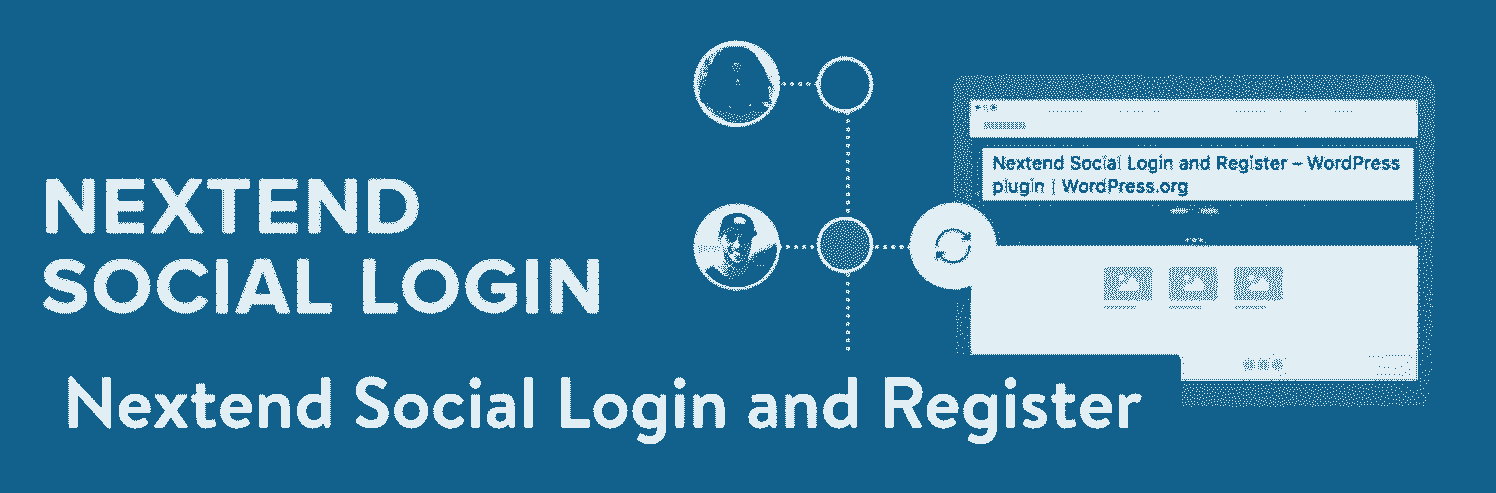 NEXTEND
SOCIAL LOGIN
Nextend Social Login and Register – WordPress
plugin | WordPress.org
Nextend Social Login and Register